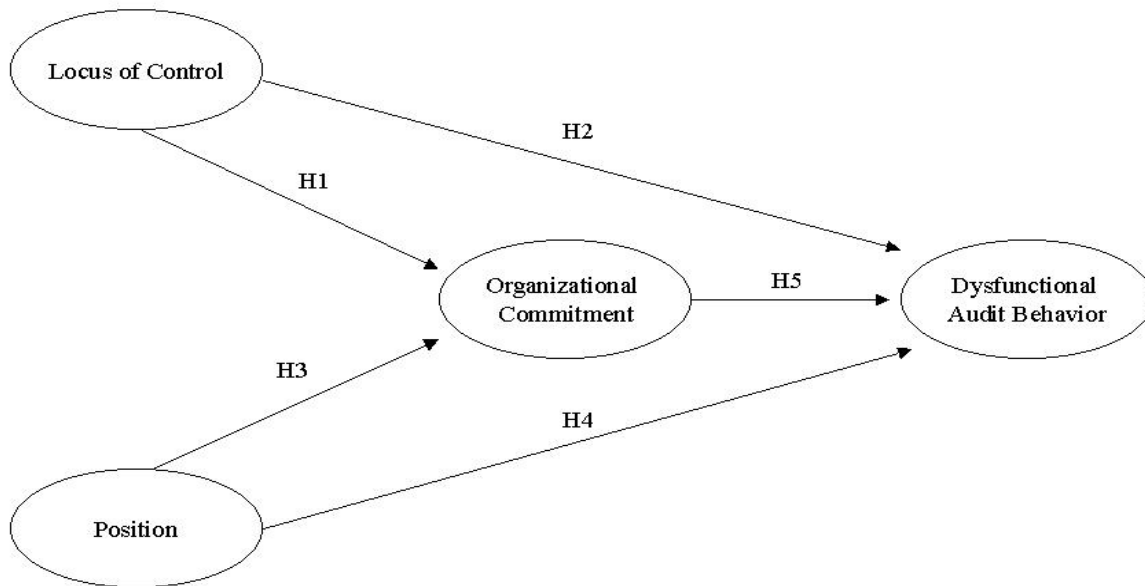 Locus of Control
H2
H1
Organizational
Commitment
H5
Dysfunctional
Audit Behavior
H3
H4
Position